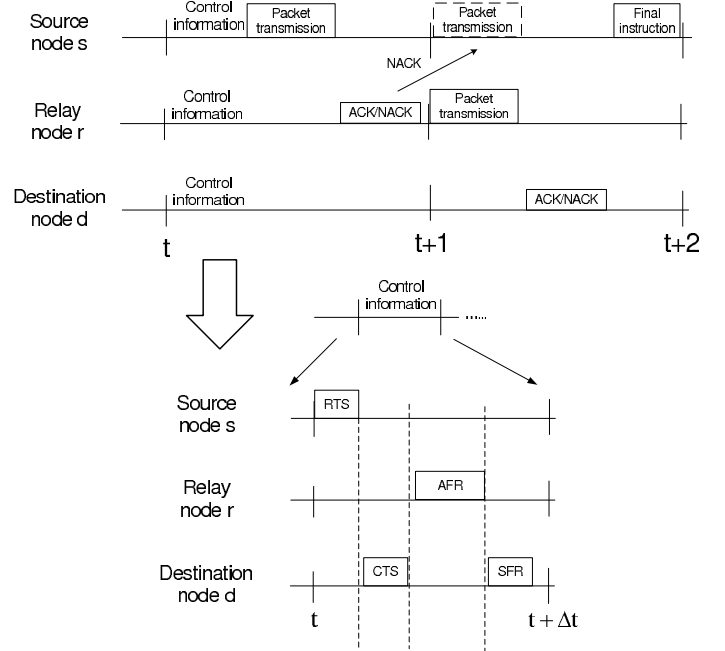 Source
node s
Control
information
Packet
transmission
Packet
transmission
Final
instruction
NACK
Relay
node r
Control
information
ACK/NACK
Packet
transmission
Destination
node d
Control
information
ACK/NACK
t
t+1
t+2
Control
information
......
Source
node s
RTS
Relay
node r
AFR
Destination
node d
CTS
SFR
t
t + Δt